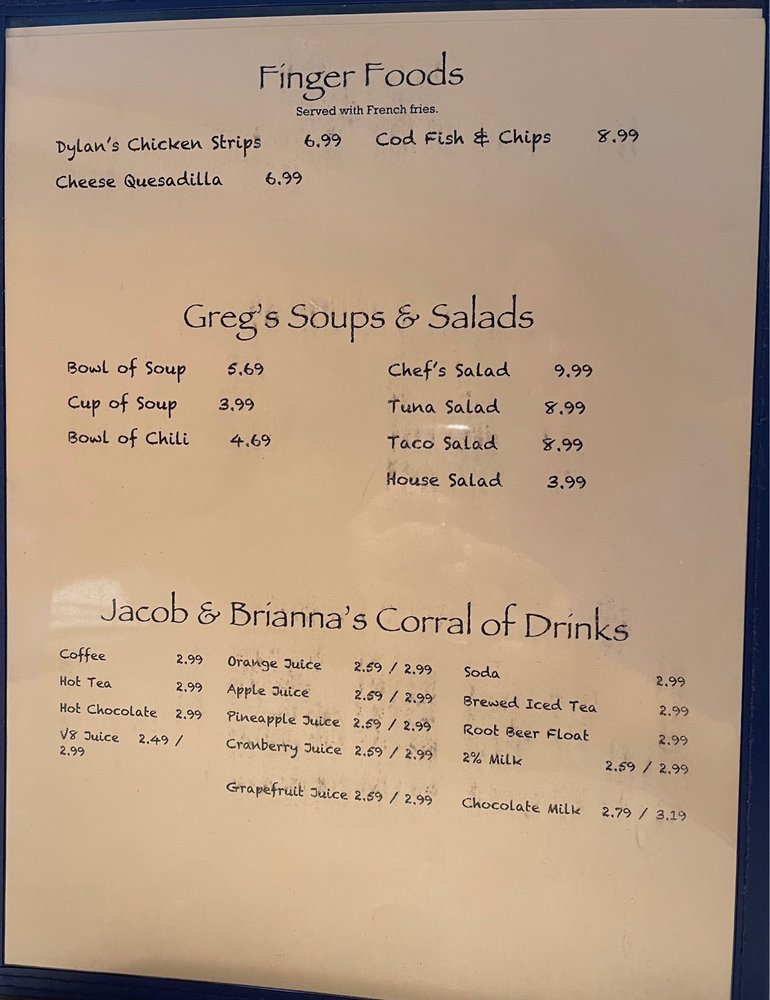 Finger Foods
Served with French fries.
Dylan's Chicken Strips 6.99 Cod Fish & Chips 8.99
Cheese Quesadilla 6.99
Greg's Soups & Salads
Bowl of Soup 5.69 Chef's Salad 9.99
Cup of Soup 3.99 Tuna Salad 8.99
Bowl of Chili 4.69 Taco Salad 8.99
House Salad 3.99
Jacob & Brianna's Corral of Drinks
Coffee 2.99 Orange Juice 2.59 / 2.99 Soda 2.99
Hot Tea 2.99 Apple Juice 2.59 / 2.99 Brewed Iced Tea 2.99
Hot Chocolate 2.99 Pineapple Juice 2.59 / 2.99 Root Beer Float 2.99
V8 Juice 2.49 / Cranberry Juice 2.59 / 2.99 2% Milk 2.59 / 2.99
2.99
Grapefruit Juice 2.59 / 2.99 Chocolate Milk 2.79 / 3.19